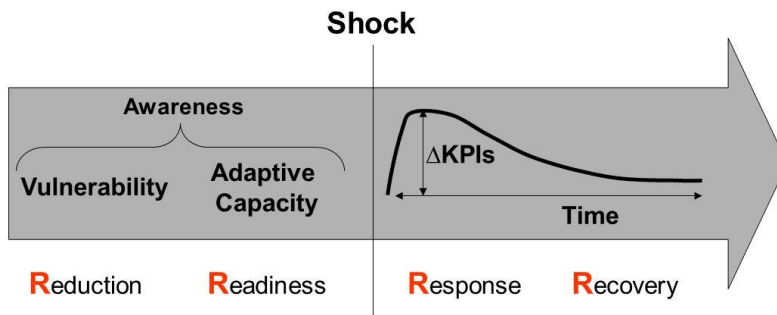 Shock
Awareness
Vulnerability
Adaptive
Capacity
ΔKPIs
Time
Reduction
Readiness
Response
Recovery